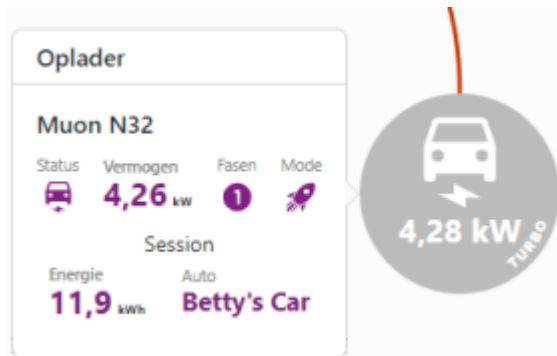 Oplader
Muon N32
Status Vermogen Fasen Mode
4,26 kW 1
Session
Energie Auto
11,9 kWh Betty's Car
4,28 kW
TURBO